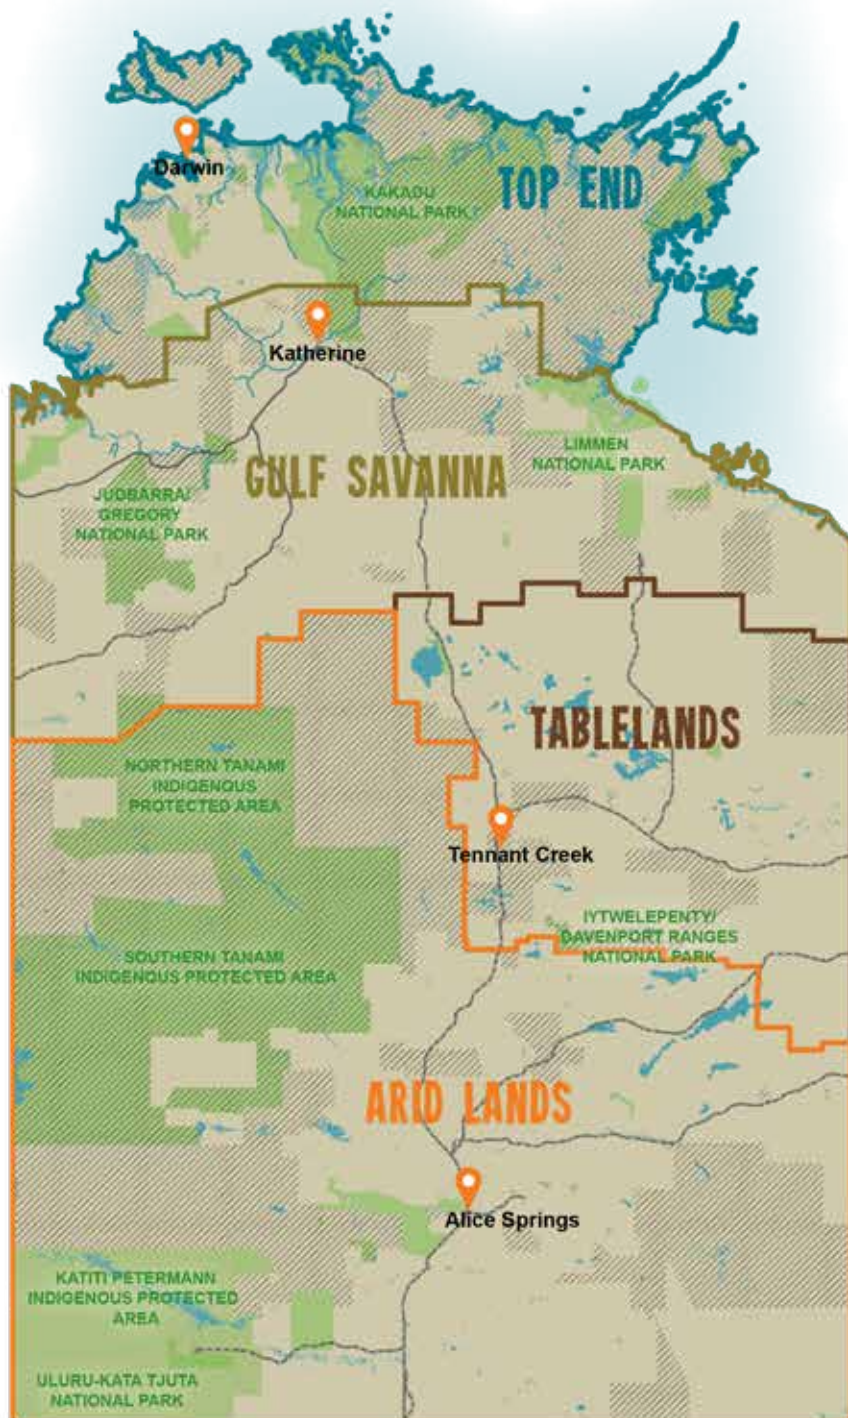 Darwin
KAKADU
NATIONAL PARK
TOP END
Katherine
GULF SAVANNA
LIMMEN
NATIONAL PARK
JUDBARRA/
GREGORY
NATIONAL PARK
TABLELANDS
NORTHERN TANAMI
INDIGENOUS
PROTECTED AREA
Tennant Creek
IYTWELEPENTY/
DAVENPORT RANGES
NATIONAL PARK
SOUTHERN TANAMI
INDIGENOUS PROTECTED AREA
ARID LANDS
Alice Springs
KATITI PETERMANN
INDIGENOUS PROTECTED
AREA
ULURU-KATA TJUTA
NATIONAL PARK